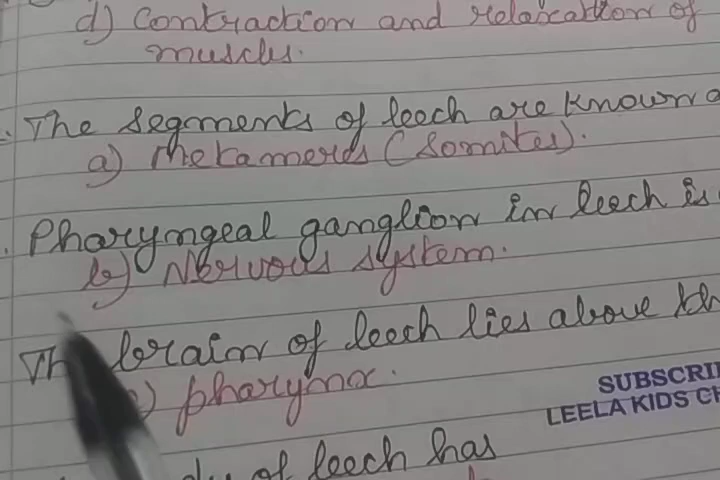 d) Contraction and relaxation of
muscles.
The segments of leech are known a
a) Metameres (Somites).
Pharyngeal ganglion in leech is
b) Nervous system.
The brain of leech lies above th
) pharynx.
SUBSCRI
LEELA KIDS CH
of leech has